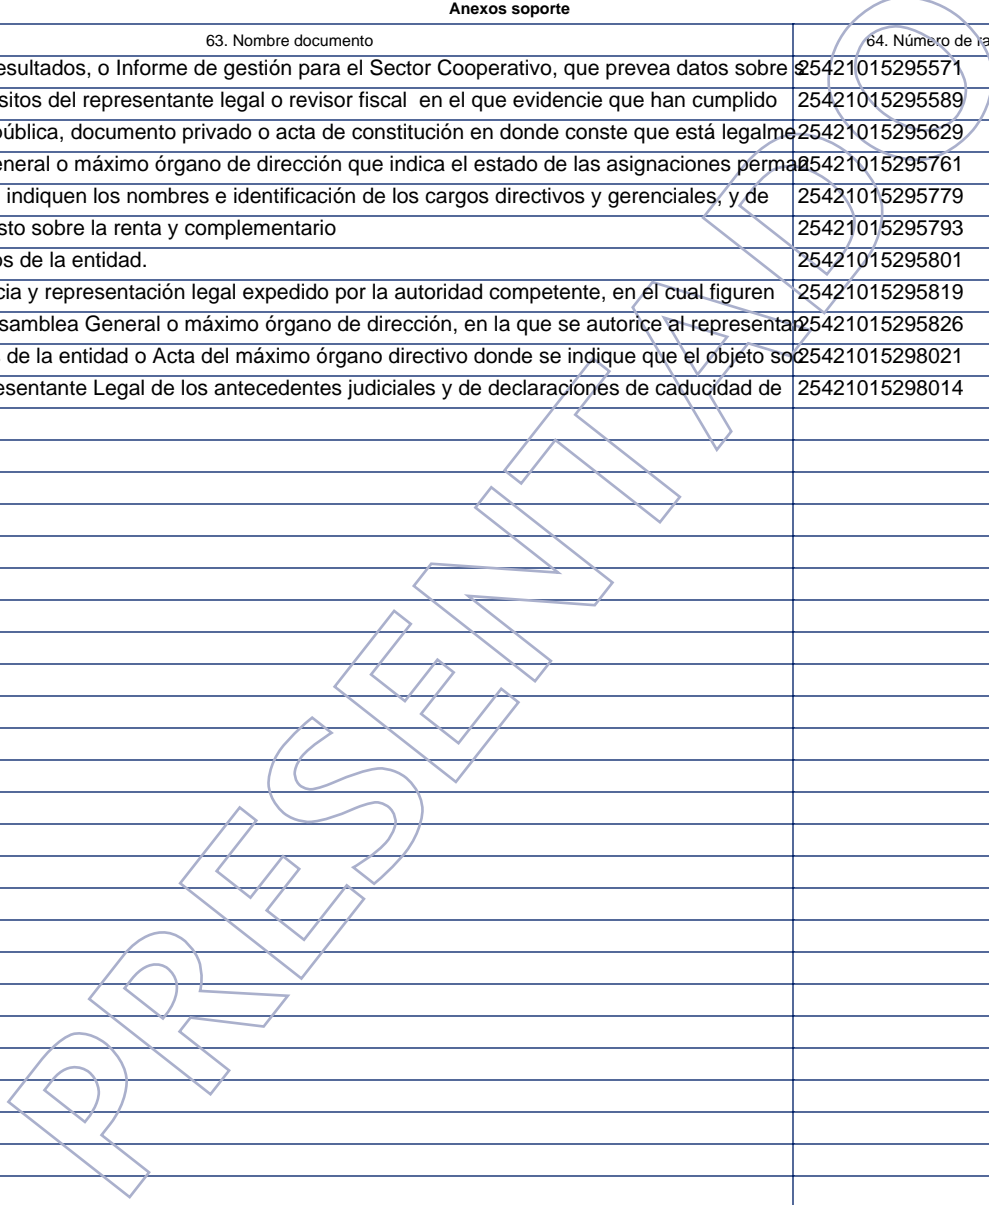 Anexos soporte
63. Nombre documento 64. Número de ra
esultados, o Informe de gestión para el Sector Cooperativo, que prevea datos sobre s 25421015295571
sitos del representante legal o revisor fiscal  en el que evidencie que han cumplido 25421015295589
pública, documento privado o acta de constitución en donde conste que está legalme 25421015295629
eneral o máximo órgano de dirección que indica el estado de las asignaciones perman 25421015295761
indiquen los nombres e identificación de los cargos directivos y gerenciales, y de 25421015295779
sto sobre la renta y complementario 25421015295793
os de la entidad. 25421015295801
cia y representación legal expedido por la autoridad competente, en el cual figuren 25421015295819
samblea General o máximo órgano de dirección, en la que se autorice al representan 25421015295826
s de la entidad o Acta del máximo órgano directivo donde se indique que el objeto soc 25421015298021
esentante Legal de los antecedentes judiciales y de declaraciones de caducidad de 25421015298014
PRESENTADO